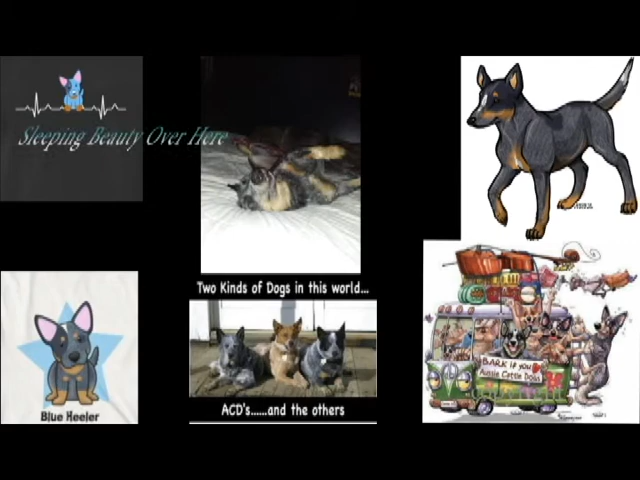 Sleeping Beauty Over Here
Two Kinds of Dogs in this world...
ACD's......and the others
Blue Heeler
BARK if you
Aussie Cattle Dogs